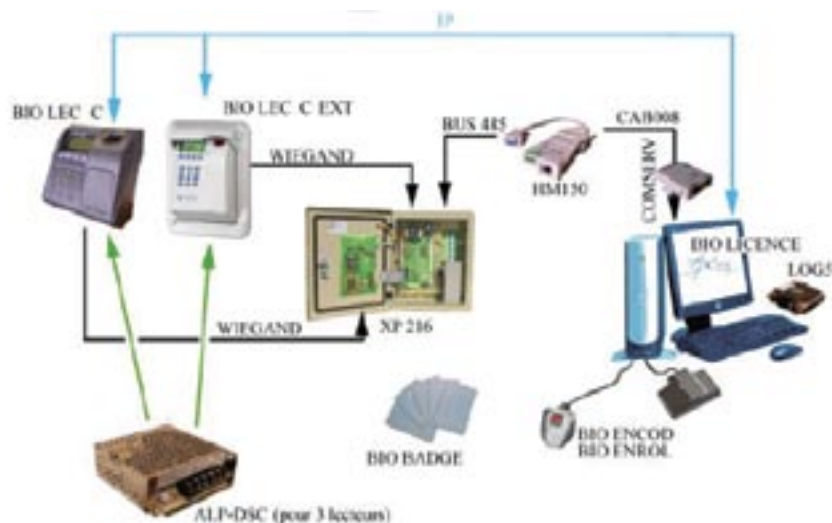 IP
BIO LEC C
BIO LEC C EXT
BUS 485
CAB008
WIEGAND
HM150
COMSERV
BIO LICENCE
LOG5
WIEGAND
XP 216
BIO BADGE
BIO ENCOD
BIO ENROL
ALP-DSC (pour 3 lecteurs)